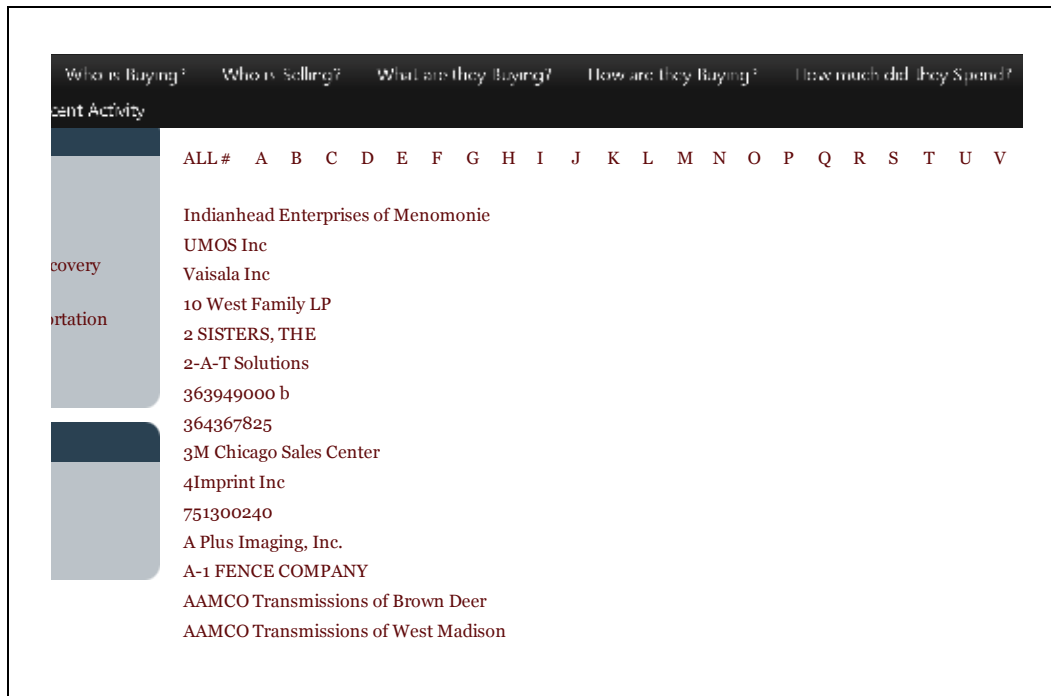 Who is Buying? Who is Selling? What are they Buying? How are they Buying? How much did they Spend?
cent Activity
ALL # A B C D E F G H I J K L M N O P Q R S T U V
Indianhead Enterprises of Menomonie
UMOS Inc
covery
Vaisala Inc
10 West Family LP
ortation
2 SISTERS, THE
2-A-T Solutions
363949000 b
364367825
3M Chicago Sales Center
4Imprint Inc
751300240
A Plus Imaging, Inc.
A-1 FENCE COMPANY
AAMCO Transmissions of Brown Deer
AAMCO Transmissions of West Madison